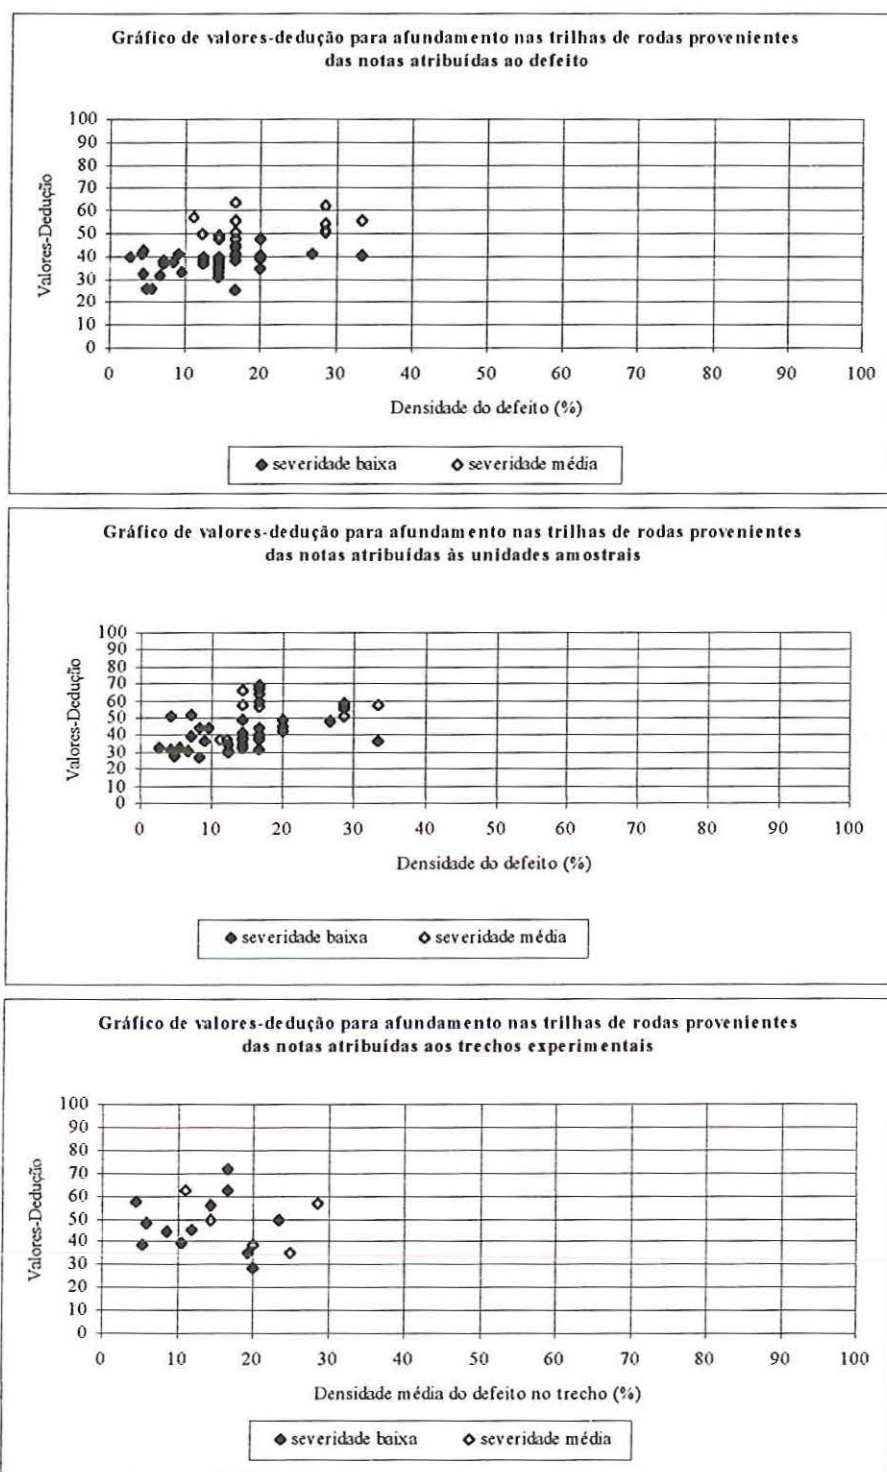 Gráfico de valores-dedução para afundamento nas trilhas de rodas provenientes
das notas atribuídas ao defeito
Valores-Dedução
100
90
80
70
60
50
40
30
20
10
0
0 10 20 30 40 50 60 70 80 90 100
Densidade do defeito (%)
severidade baixa severidade média
Gráfico de valores-dedução para afundamento nas trilhas de rodas provenientes
das notas atribuídas às unidades amostrais
Valores-Dedução
100
90
80
70
60
50
40
30
20
10
0
0 10 20 30 40 50 60 70 80 90 100
Densidade do defeito (%)
severidade baixa severidade média
Gráfico de valores-dedução para afundamento nas trilhas de rodas provenientes
das notas atribuídas aos trechos experimentais
Valores-Dedução
100
90
80
70
60
50
40
30
20
10
0
0 10 20 30 40 50 60 70 80 90 100
Densidade média do defeito no trecho (%)
severidade baixa severidade média